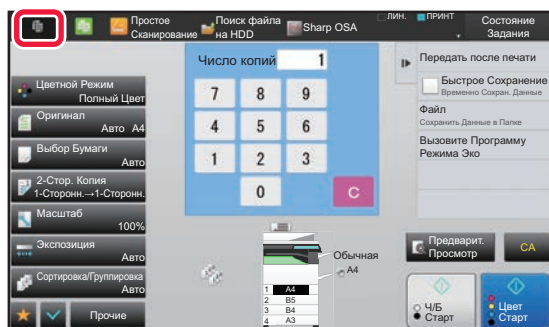 Простое
Сканирование
Поиск файла
на HDD
Sharp OSA
ЛИН.
ПРИНТ
Состояние
Задания
Число копий
1
Передать после печати
Быстрое Сохранение
Временно Сохран. Данные
Файл
Сохранить Данные в Папке
Вызовите Программу
Режима Эко
Цветной Режим
Полный Цвет
Оригинал
Авто A4
Выбор Бумаги
Авто
2-Стор. Копия
1-Сторонн.→1-Сторонн.
Масштаб
100%
Экспозиция
Авто
Сортировка/Группировка
Авто
Прочие
7 8 9
4 5 6
1 2 3
0 C
Обычная
A4
1 A4
2 B5
3 B4
4 A3
Предварит.
Просмотр
CA
Ч/Б
Старт
Цвет
Старт